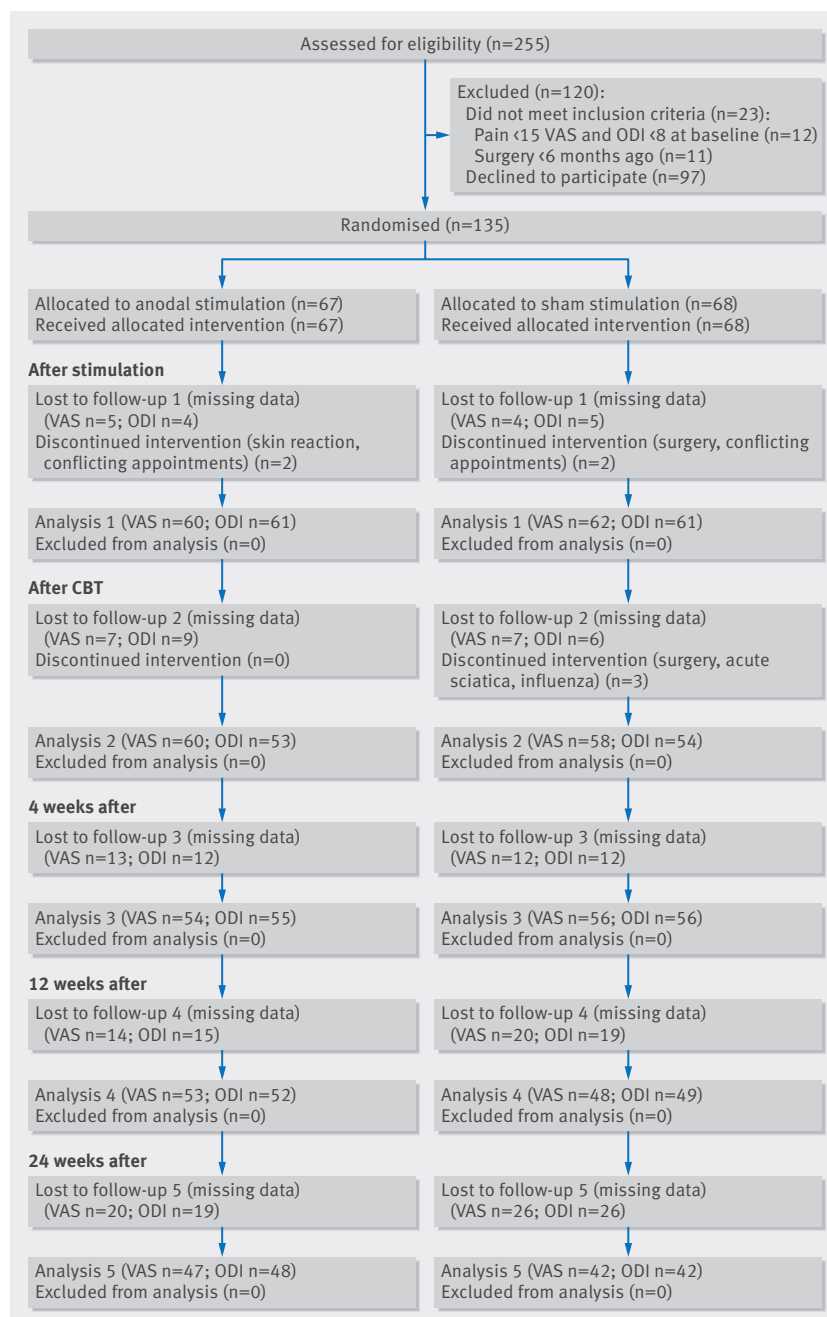 Assessed for eligibility (n=255)
Excluded (n=120):
Did not meet inclusion criteria (n=23):
Pain <15 VAS and ODI <8 at baseline (n=12)
Surgery <6 months ago (n=11)
Declined to participate (n=97)
Randomised (n=135)
Allocated to anodal stimulation (n=67)
Received allocated intervention (n=67)
Allocated to sham stimulation (n=68)
Received allocated intervention (n=68)
After stimulation
Lost to follow-up 1 (missing data)
(VAS n=5; ODI n=4)
Discontinued intervention (skin reaction,
conflicting appointments) (n=2)
Lost to follow-up 1 (missing data)
(VAS n=4; ODI n=5)
Discontinued intervention (surgery, conflicting
appointments) (n=2)
Analysis 1 (VAS n=60; ODI n=61)
Excluded from analysis (n=0)
Analysis 1 (VAS n=62; ODI n=61)
Excluded from analysis (n=0)
After CBT
Lost to follow-up 2 (missing data)
(VAS n=7; ODI n=9)
Discontinued intervention (n=0)
Lost to follow-up 2 (missing data)
(VAS n=7; ODI n=6)
Discontinued intervention (surgery, acute
sciatica, influenza) (n=3)
Analysis 2 (VAS n=60; ODI n=53)
Excluded from analysis (n=0)
Analysis 2 (VAS n=58; ODI n=54)
Excluded from analysis (n=0)
4 weeks after
Lost to follow-up 3 (missing data)
(VAS n=13; ODI n=12)
Lost to follow-up 3 (missing data)
(VAS n=12; ODI n=12)
Analysis 3 (VAS n=54; ODI n=55)
Excluded from analysis (n=0)
Analysis 3 (VAS n=56; ODI n=56)
Excluded from analysis (n=0)
12 weeks after
Lost to follow-up 4 (missing data)
(VAS n=14; ODI n=15)
Lost to follow-up 4 (missing data)
(VAS n=20; ODI n=19)
Analysis 4 (VAS n=53; ODI n=52)
Excluded from analysis (n=0)
Analysis 4 (VAS n=48; ODI n=49)
Excluded from analysis (n=0)
24 weeks after
Lost to follow-up 5 (missing data)
(VAS n=20; ODI n=19)
Lost to follow-up 5 (missing data)
(VAS n=26; ODI n=26)
Analysis 5 (VAS n=47; ODI n=48)
Excluded from analysis (n=0)
Analysis 5 (VAS n=42; ODI n=42)
Excluded from analysis (n=0)